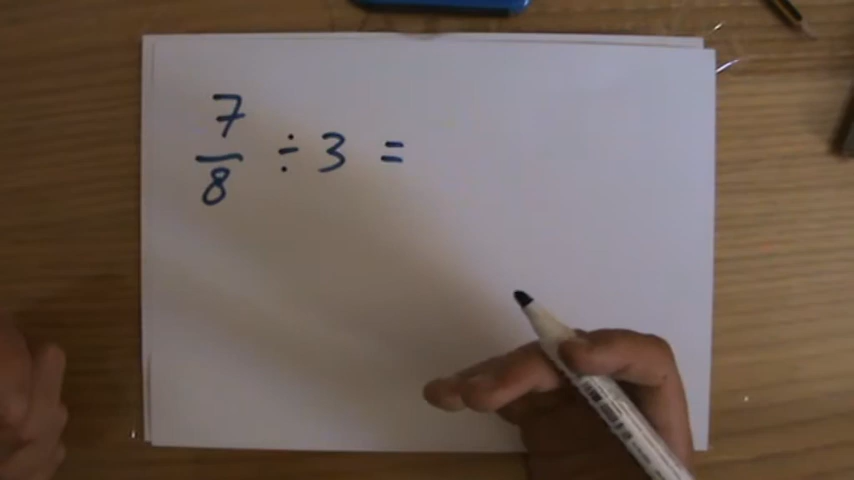 7/8 ÷ 3 =